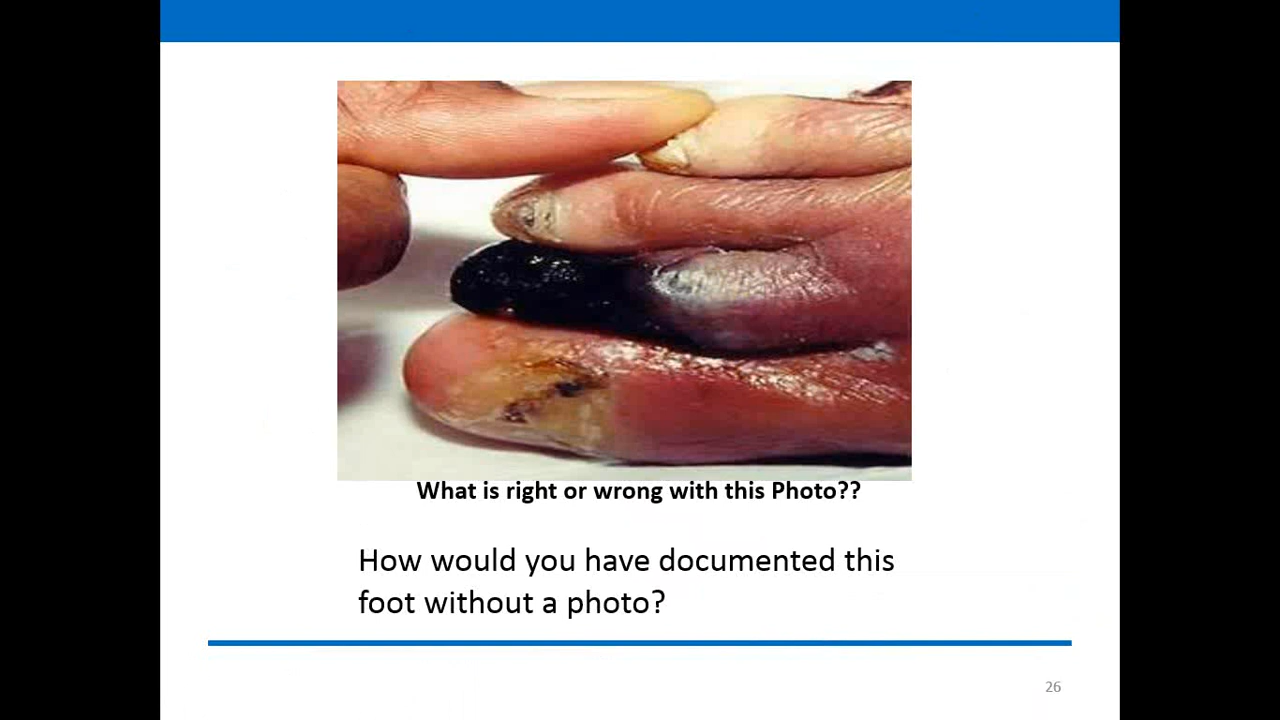 What is right or wrong with this Photo??
How would you have documented this
foot without a photo?
26